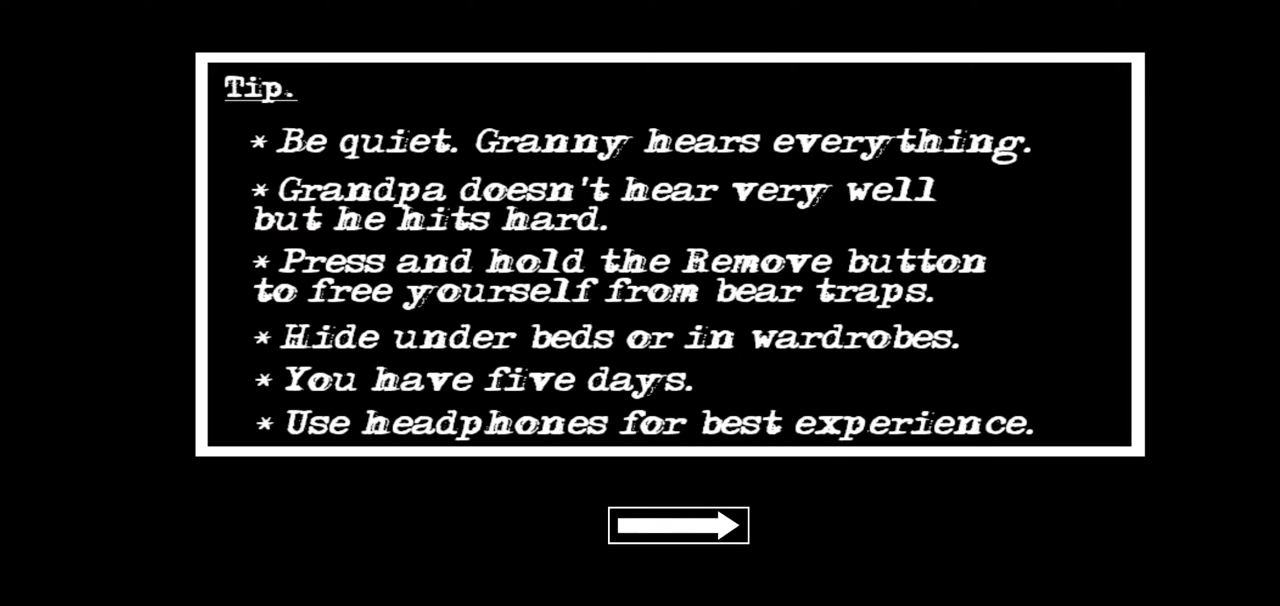 Tip.
* Be quiet. Granny hears everything.
* Grandpa doesn't hear very well
but he hits hard.
* Press and hold the Remove button
to free yourself from bear traps.
* Hide under beds or in wardrobes.
* You have five days.
* Use headphones for best experience.